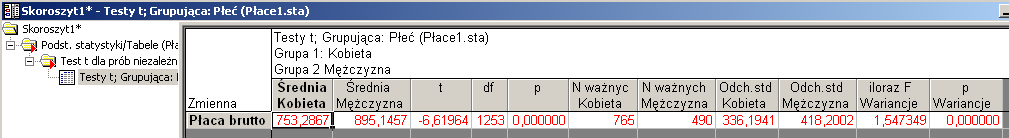 Skoroszyt1* - Testy t; Grupująca: Płeć (Płace1.sta)
Skoroszyt1*
Podst. statystyki/Tabele (Pła
Test t dla prób niezależn
Testy t; Grupująca: I
Testy t; Grupująca: Płeć (Płace1.sta)
Grupa 1: Kobieta
Grupa 2 Mężczyzna
Zmienna Średnia Kobieta Średnia Mężczyzna t df p N ważnyc Kobieta N ważnych Mężczyzna Odch.std Kobieta Odch.std Mężczyzna iloraz F Wariancje p Wariancje
Płaca brutto 753,2867 895,1457 -6,61964 1253 0,000000 765 490 336,1941 418,2002 1,547349 0,000000